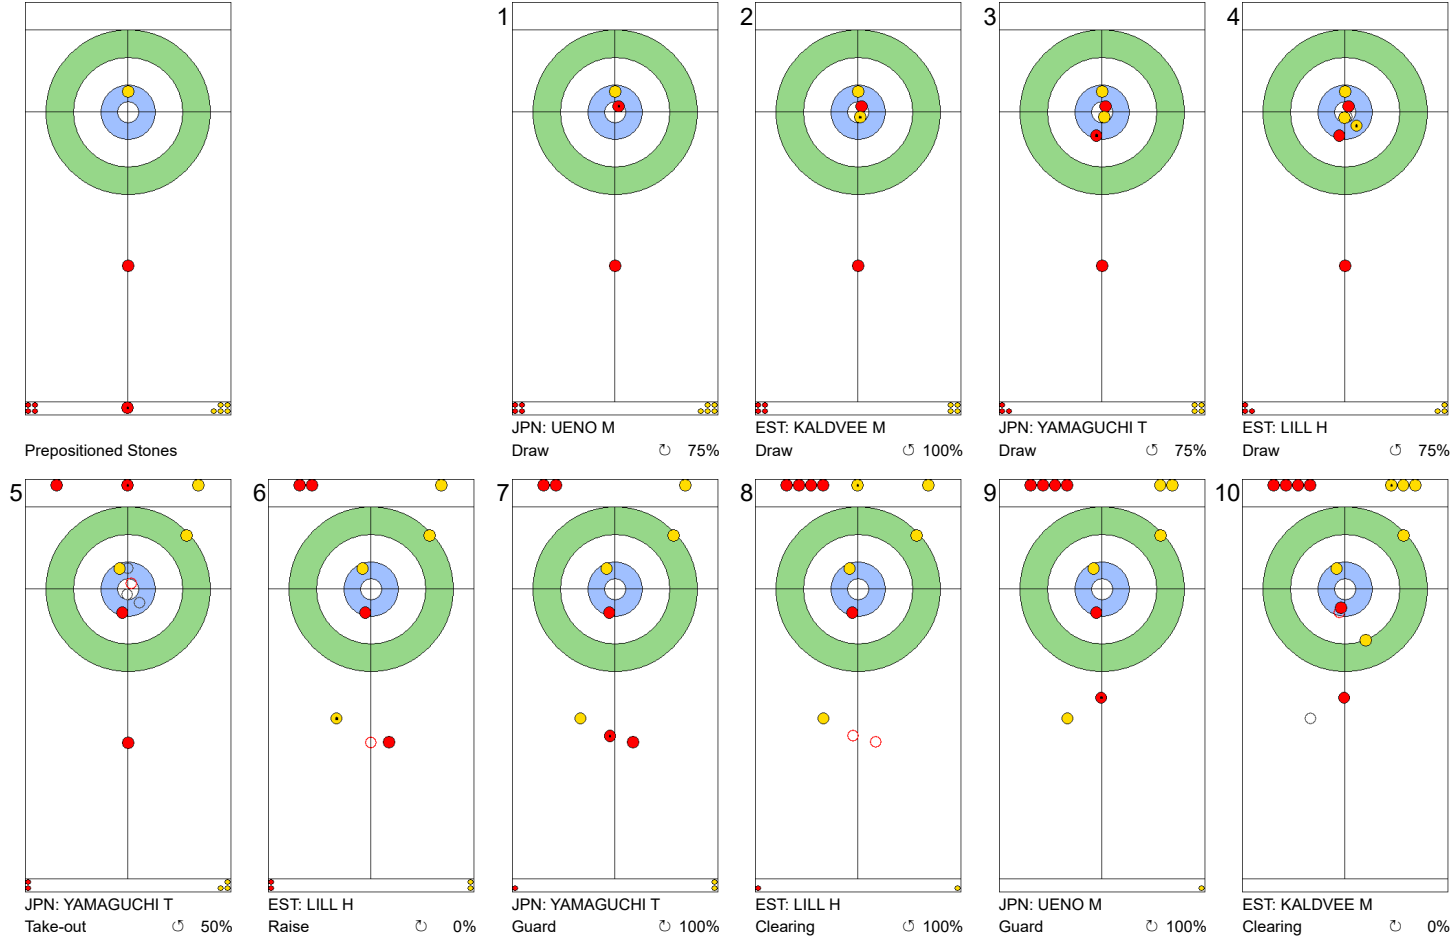 1
2
3
4
Prepositioned Stones
JPN: UENO M
Draw 75%
EST: KALDVEE M
Draw 100%
JPN: YAMAGUCHI T
Draw 75%
EST: LILL H
Draw 75%
5
6
7
8
9
10
JPN: YAMAGUCHI T
Take-out 50%
EST: LILL H
Raise 0%
JPN: YAMAGUCHI T
Guard 100%
EST: LILL H
Clearing 100%
JPN: UENO M
Guard 100%
EST: KALDVEE M
Clearing 0%